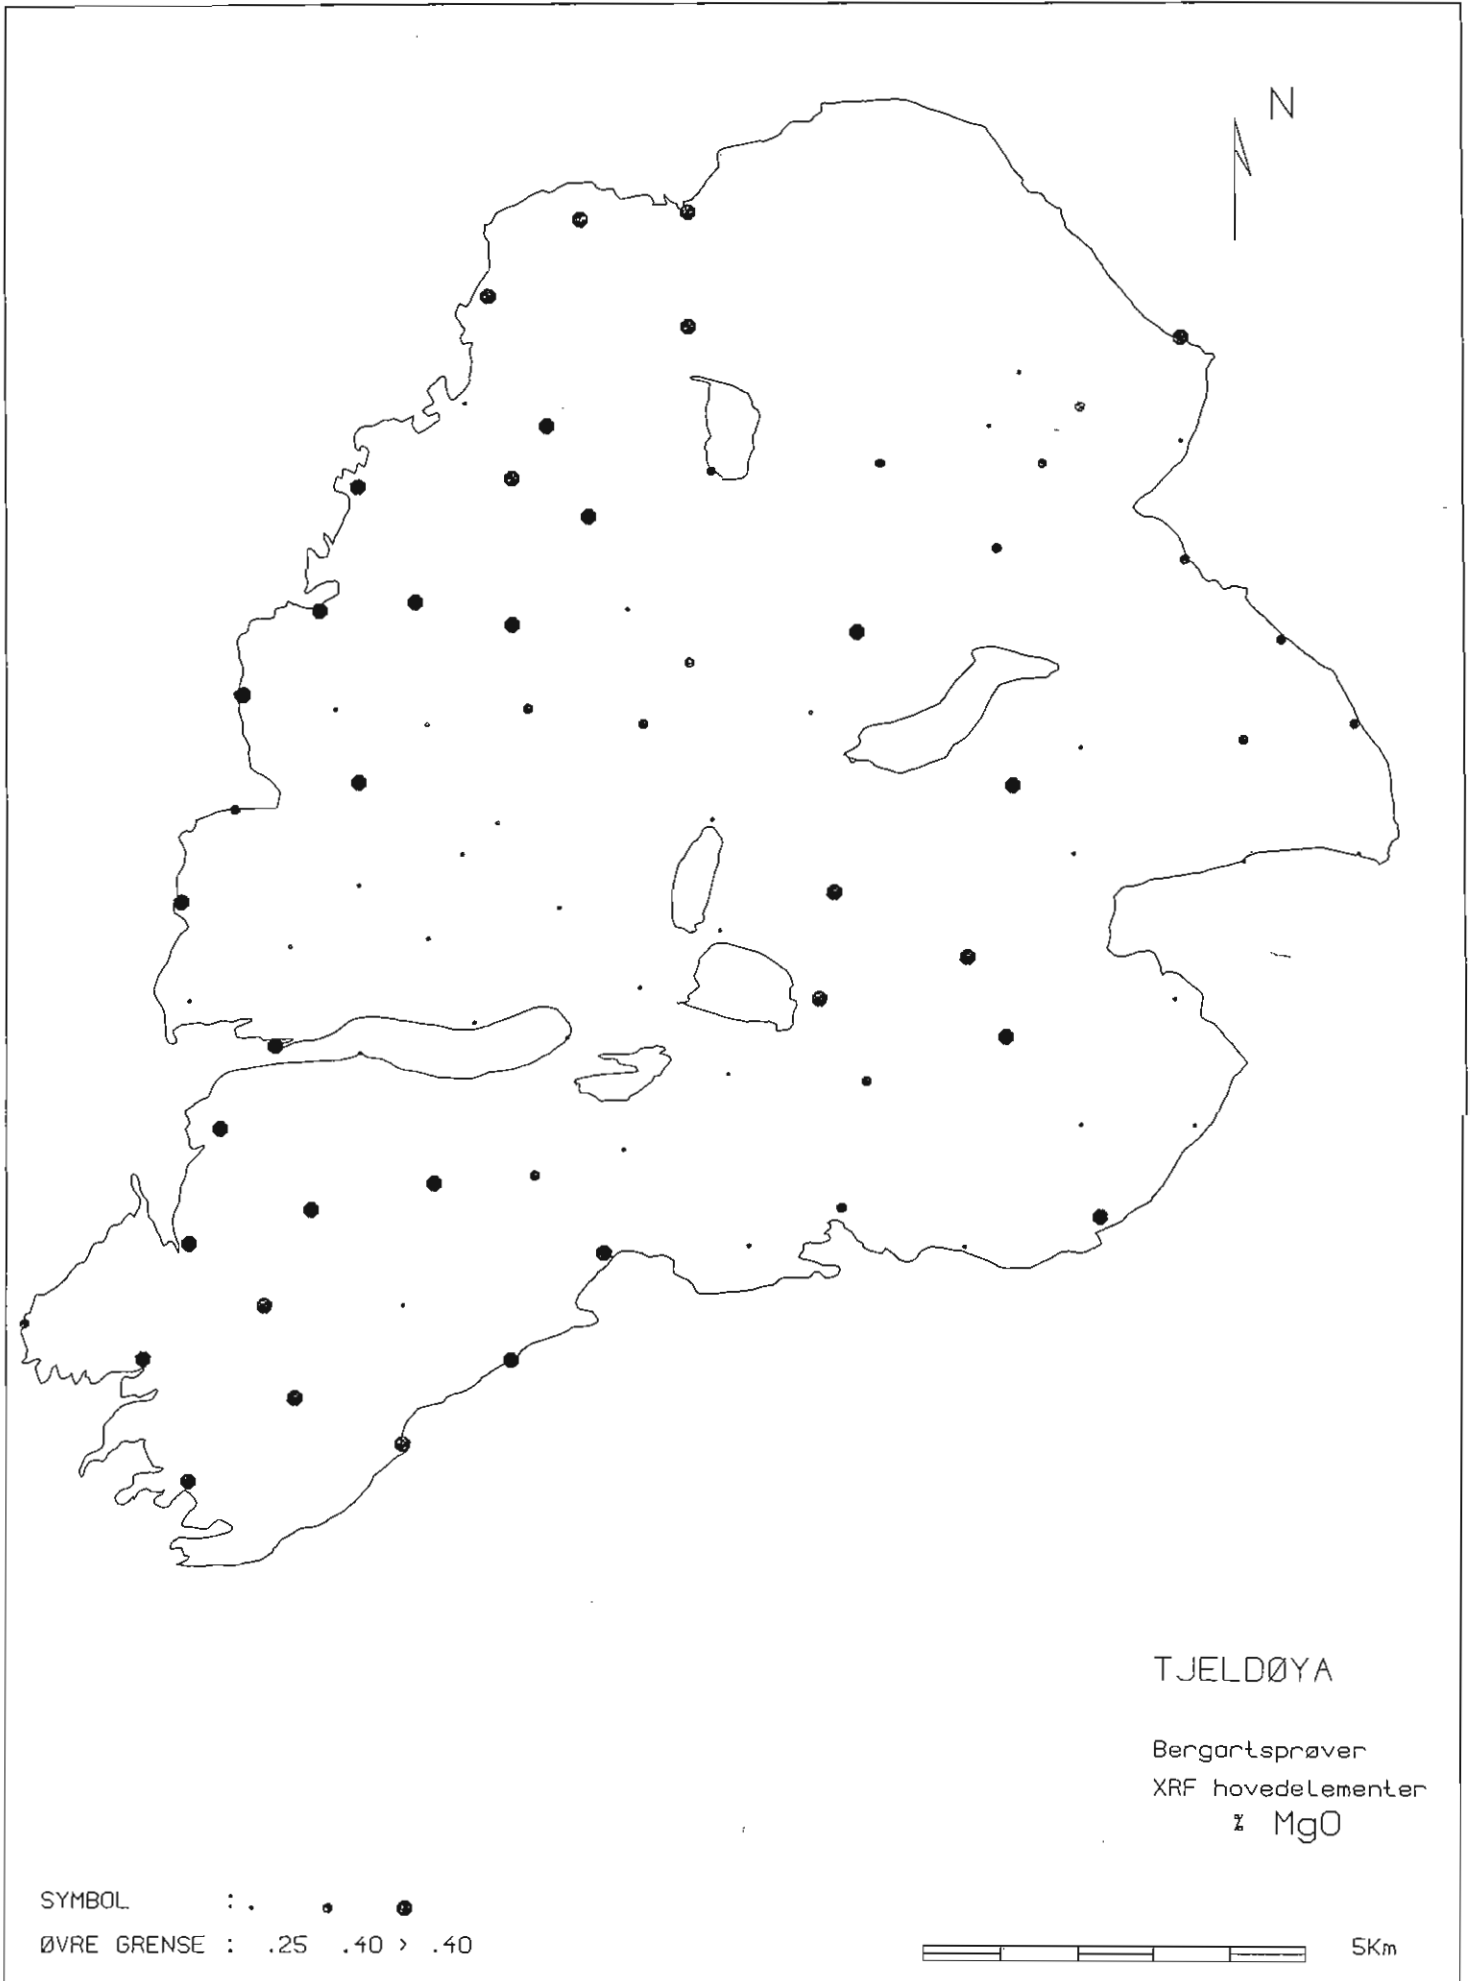 N
TJELDØYA
Bergartsprøver
XRF hovedelementer
% MgO
SYMBOL :
ØVRE GRENSE : .25 .40 > .40
5Km